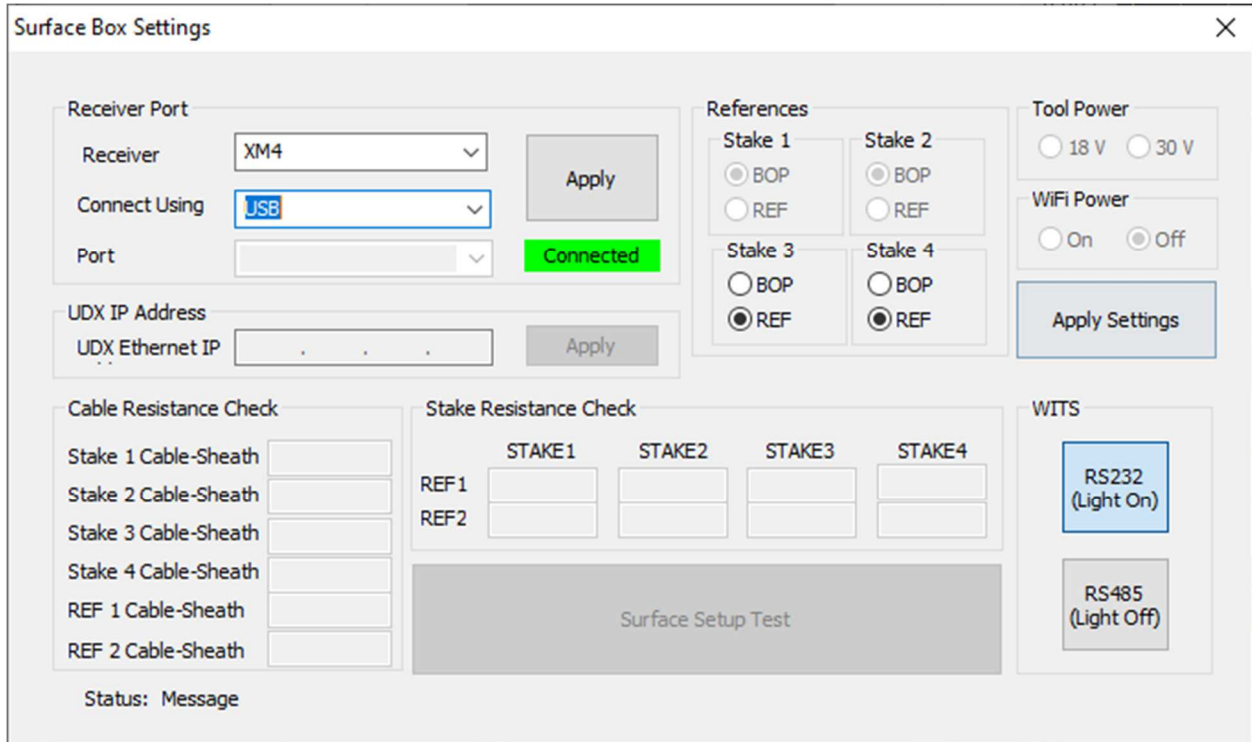 Surface Box Settings
Receiver Port
Receiver
XM4
Connect Using
USB
Port
Apply
Connected
UDX IP Address
UDX Ethernet IP
. . .
Apply
References
Stake 1
BOP
REF
Stake 2
BOP
REF
Stake 3
BOP
REF
Stake 4
BOP
REF
Tool Power
18 V
30 V
WiFi Power
On
Off
Apply Settings
Cable Resistance Check
Stake 1 Cable-Sheath
Stake 2 Cable-Sheath
Stake 3 Cable-Sheath
Stake 4 Cable-Sheath
REF 1 Cable-Sheath
REF 2 Cable-Sheath
Stake Resistance Check
STAKE1 STAKE2 STAKE3 STAKE4
REF1
REF2
Surface Setup Test
WITS
RS232
(Light On)
RS485
(Light Off)
Status: Message